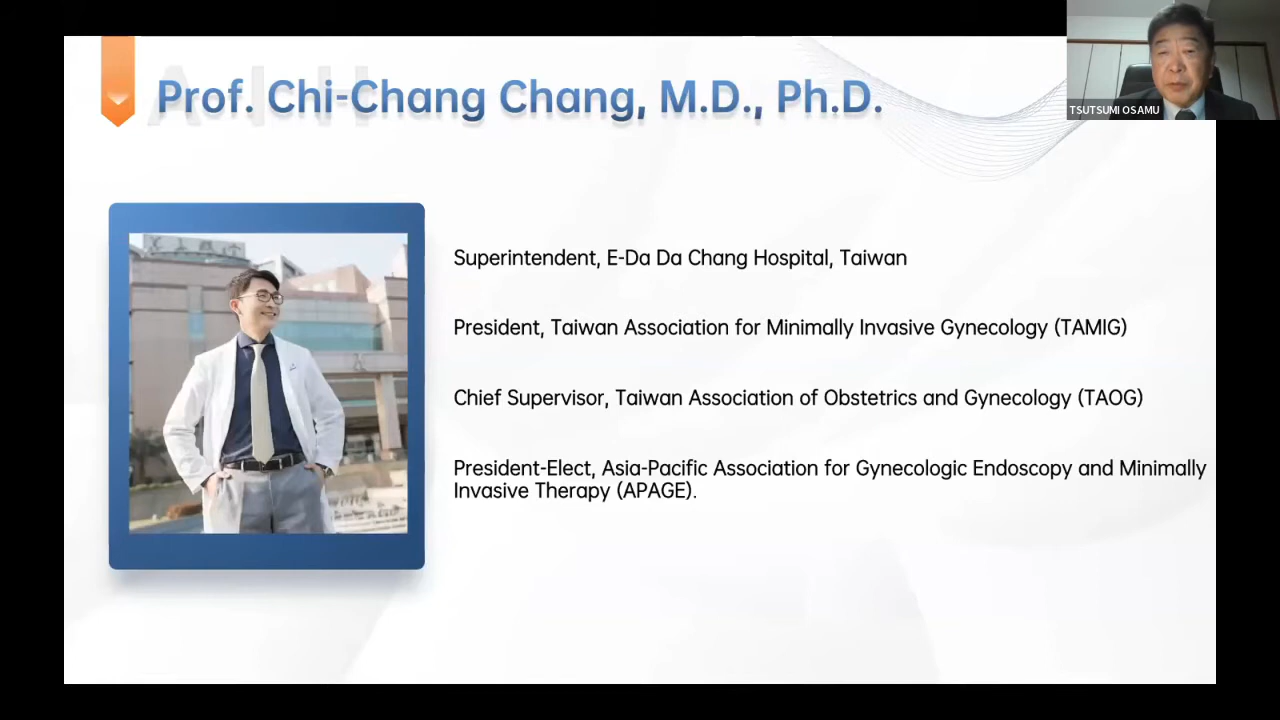 Prof. Chi-Chang Chang, M.D., Ph.D.
TSUTSUMI OSAMU
Superintendent, E-Da Da Chang Hospital, Taiwan
President, Taiwan Association for Minimally Invasive Gynecology (TAMIG)
Chief Supervisor, Taiwan Association of Obstetrics and Gynecology (TAOG)
President-Elect, Asia-Pacific Association for Gynecologic Endoscopy and Minimally
Invasive Therapy (APAGE).